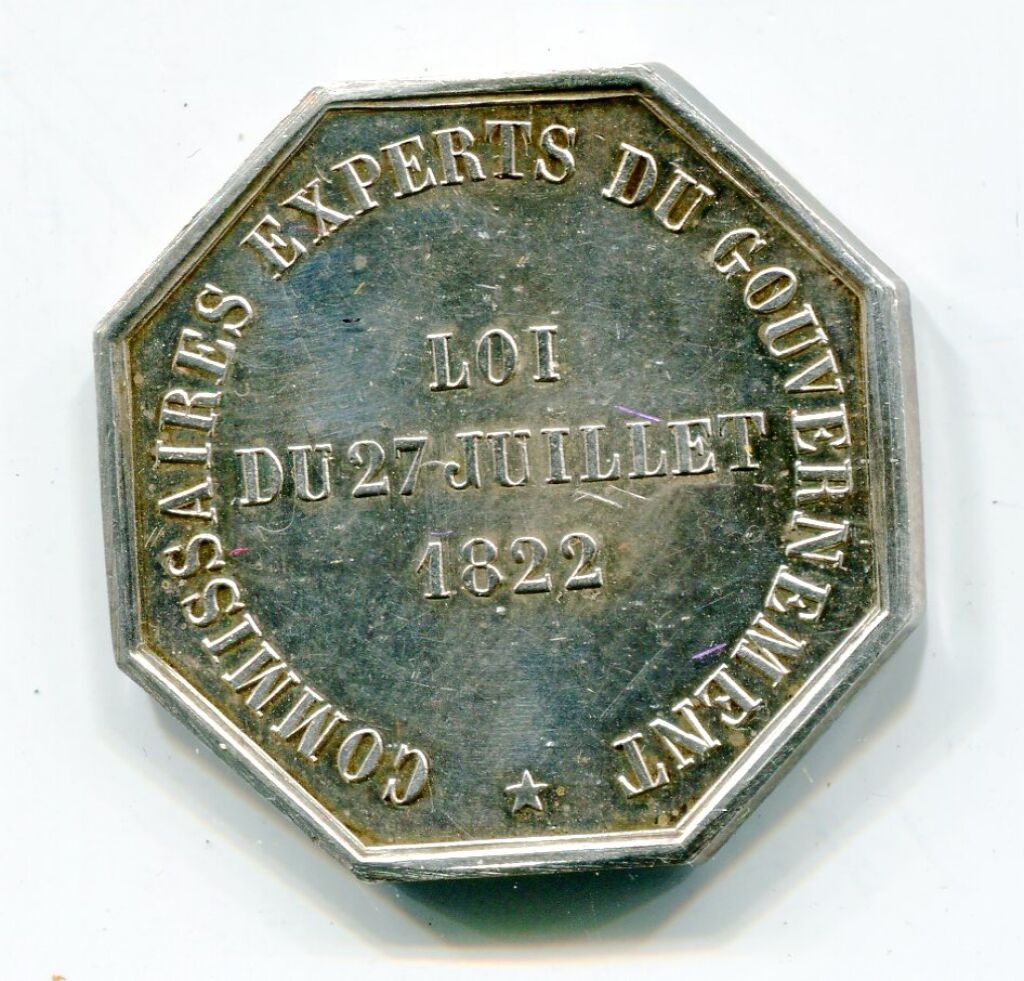 COMMISSAIRES EXPERTS DU GOUVERNEMENT
LOI
DU 27 JUILLET
1822